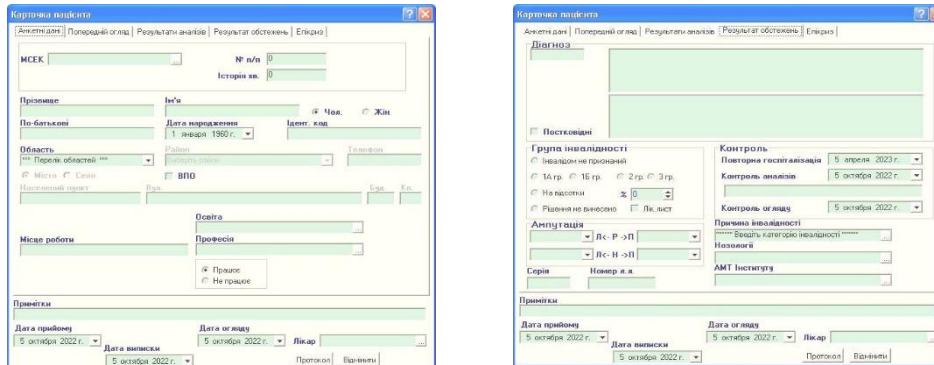 Карточка пацієнта
Анкетні дані Попередній огляд Результати аналізів Результат обстежень Епікриз
МСЕК ... № п/п 0
Історія хв. 0
Прізвище Ім'я
Чол. Жін.
По-батькові Дата народження Ідент. код
1 января 1960 г.
Область Район Телефон
*** Перелік областей *** Виберіть район
Місто Село ВПО
Населений пункт Вул. Буд. Кв.
Освіта
...
Місце роботи Професія
...
Працює
Не працює
Примітки
Дата прийому Дата огляду
5 октября 2022 г. 5 октября 2022 г. Лікар ...
Дата виписки
5 октября 2022 г. Протокол Відмінити
Карточка пацієнта
Анкетні дані Попередній огляд Результати аналізів Результат обстежень Епікриз
Діагноз
Постковідні
Група інвалідності Контроль
Інвалідом не признаний Повторна госпіталізація 5 апреля 2023 г.
1А гр. 1Б гр. 2 гр. 3 гр. Контроль аналізів 5 октября 2022 г.
На відсотки % 0
Рішення не винесено Лік.лист Контроль огляду 5 октября 2022 г.
Ампутація Причина інвалідності
Л<- Р ->П ****** Введіть категорію інвалідності ****** ...
Л<- Н ->П Нозології
...
Серія Номер л.л. АМТ Інституту
...
Примітки
Дата прийому Дата огляду
5 октября 2022 г. 5 октября 2022 г. Лікар ...
Дата виписки
5 октября 2022 г. Протокол Відмінити